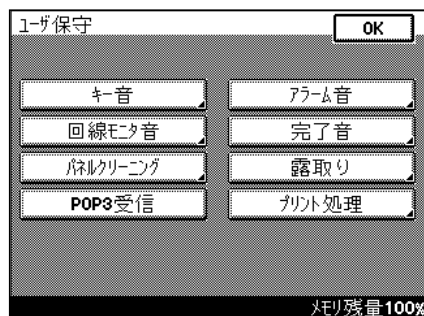 ユーザ保守
OK
キー音
アラーム音
回線モニタ音
完了音
パネルクリーニング
露取り
POP3受信
プリント処理
メモリ残量100%